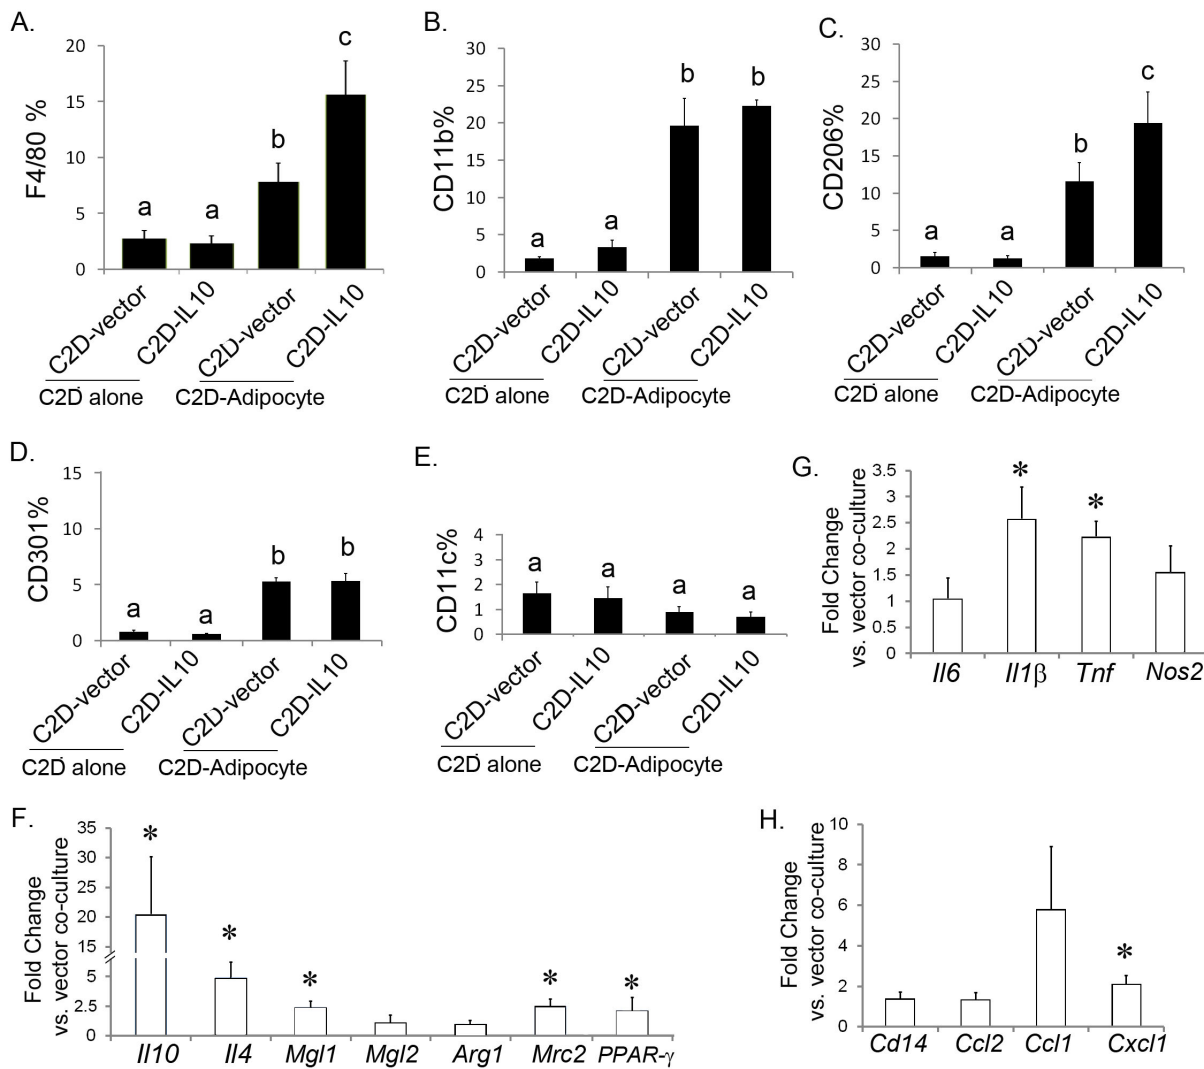 A.
F4/80 %
20
15
10
5
0
a
a
b
c
C2D-vector
C2D-IL10
C2D-vector
C2D-IL10
C2D alone
C2D-Adipocyte
B.
CD11b%
30
25
20
15
10
5
0
a
a
b
b
C2D-vector
C2D-IL10
C2D-vector
C2D-IL10
C2D alone
C2D-Adipocyte
C.
CD206%
30
25
20
15
10
5
0
a
a
b
c
C2D-vector
C2D-IL10
C2D-vector
C2D-IL10
C2D alone
C2D-Adipocyte
D.
CD301%
15
10
5
0
a
a
b
b
C2D-vector
C2D-IL10
C2D-vector
C2D-IL10
C2D alone
C2D-Adipocyte
E.
CD11c%
4
3
2
1
0
a
a
a
a
C2D-vector
C2D-IL10
C2D-vector
C2D-IL10
C2D alone
C2D-Adipocyte
G.
Fold Change
vs. vector co-culture
3.5
3
2.5
2
1.5
1
0.5
0
*
*
Il6 Il1β Tnf Nos2
F.
Fold Change
vs. vector co-culture
35
30
25
20
15
5
2.5
0
*
*
*
*
*
Il10 Il4 Mgl1 Mgl2 Arg1 Mrc2 PPAR-γ
H.
Fold Change
vs. vector co-culture
10
8
6
4
2
0
*
Cd14 Ccl2 Ccl1 Cxcl1